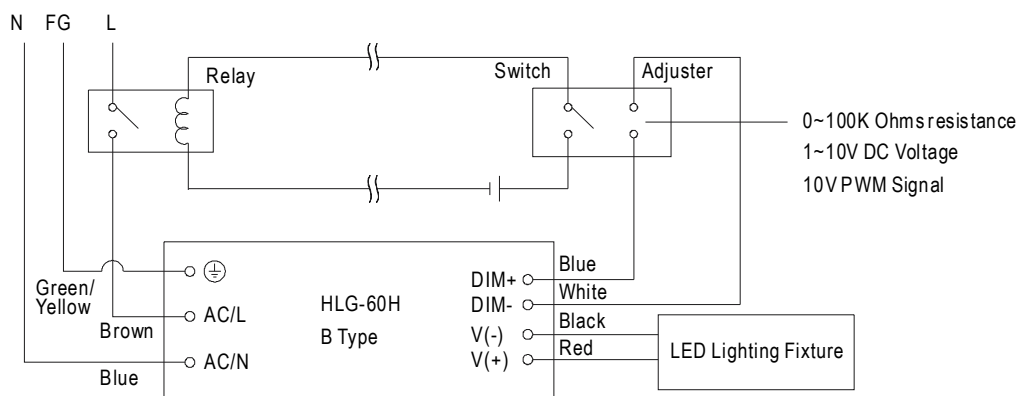 N FG L
Relay
Switch
Adjuster
0~100K Ohms resistance
1~10V DC Voltage
10V PWM Signal
Green/
Yellow
Brown
AC/L
Blue
AC/N
HLG-60H
B Type
DIM+
Blue
DIM-
White
V(-)
Black
V(+)
Red
LED Lighting Fixture